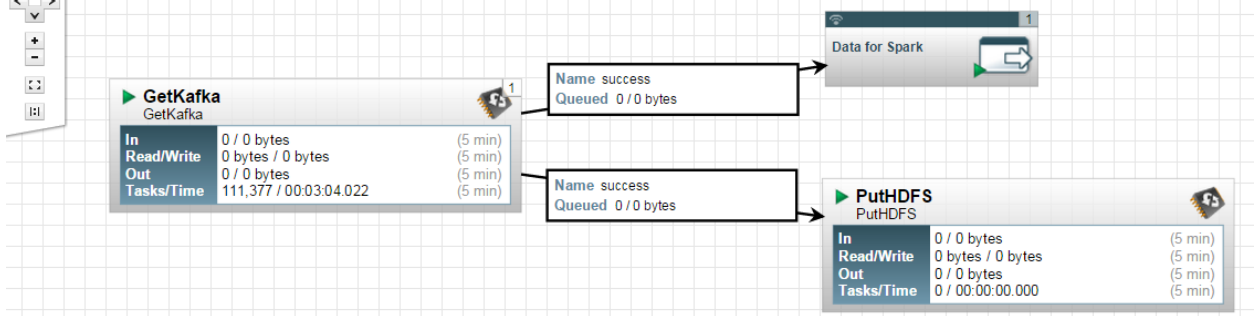 1
Data for Spark
Name success
Queued 0 / 0 bytes
1
GetKafka
GetKafka
In 0 / 0 bytes (5 min)
Read/Write 0 bytes / 0 bytes (5 min)
Out 0 / 0 bytes (5 min)
Tasks/Time 111,377 / 00:03:04.022 (5 min)
Name success
Queued 0 / 0 bytes
PutHDFS
PutHDFS
In 0 / 0 bytes (5 min)
Read/Write 0 bytes / 0 bytes (5 min)
Out 0 / 0 bytes (5 min)
Tasks/Time 0 / 00:00:00.000 (5 min)